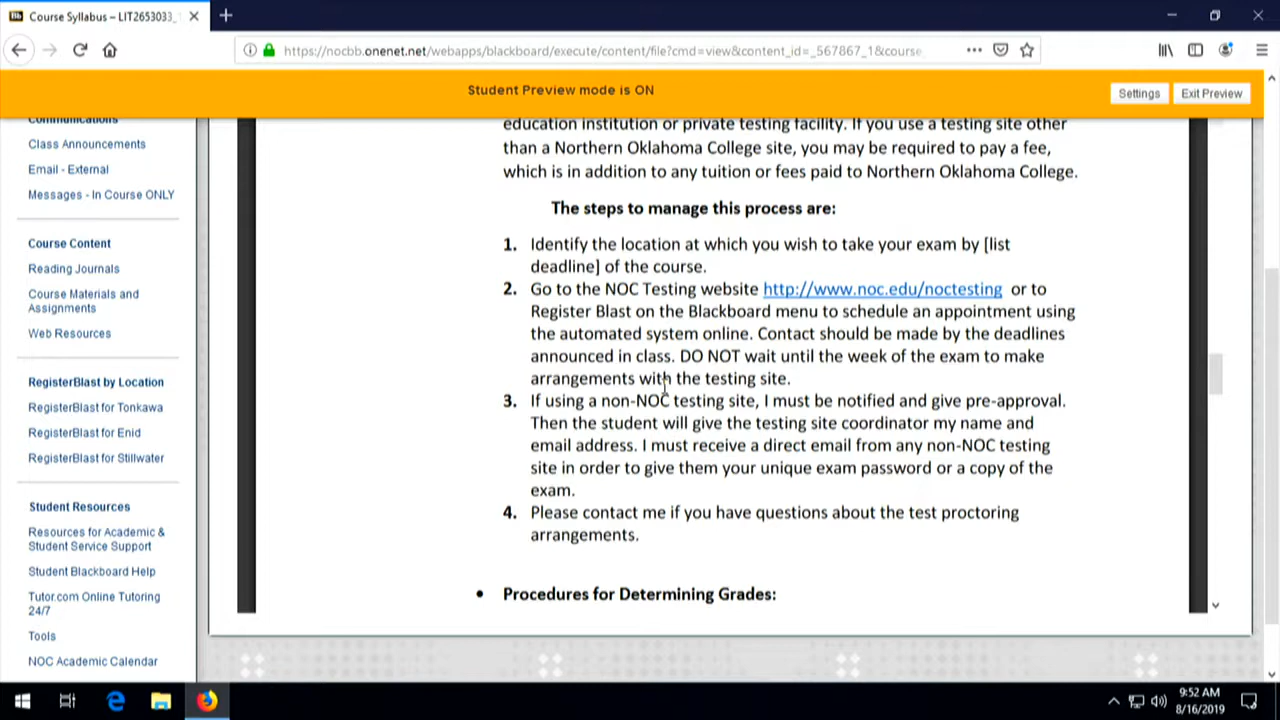 Course Syllabus – LIT2653033_
https://nocbb.onenet.net/webapps/blackboard/execute/content/file?cmd=view&content_id=_567867_1&course_
Student Preview mode is ON
Settings
Exit Preview
Communications
Class Announcements
Email - External
Messages - In Course ONLY
Course Content
Reading Journals
Course Materials and
Assignments
Web Resources
RegisterBlast by Location
RegisterBlast for Tonkawa
RegisterBlast for Enid
RegisterBlast for Stillwater
Student Resources
Resources for Academic &
Student Service Support
Student Blackboard Help
Tutor.com Online Tutoring
24/7
Tools
NOC Academic Calendar
education institution or private testing facility. If you use a testing site other
than a Northern Oklahoma College site, you may be required to pay a fee,
which is in addition to any tuition or fees paid to Northern Oklahoma College.
The steps to manage this process are:
1. Identify the location at which you wish to take your exam by [list
deadline] of the course.
2. Go to the NOC Testing website http://www.noc.edu/noctesting or to
Register Blast on the Blackboard menu to schedule an appointment using
the automated system online. Contact should be made by the deadlines
announced in class. DO NOT wait until the week of the exam to make
arrangements with the testing site.
3. If using a non-NOC testing site, I must be notified and give pre-approval.
Then the student will give the testing site coordinator my name and
email address. I must receive a direct email from any non-NOC testing
site in order to give them your unique exam password or a copy of the
exam.
4. Please contact me if you have questions about the test proctoring
arrangements.
• Procedures for Determining Grades:
9:52 AM
8/16/2019